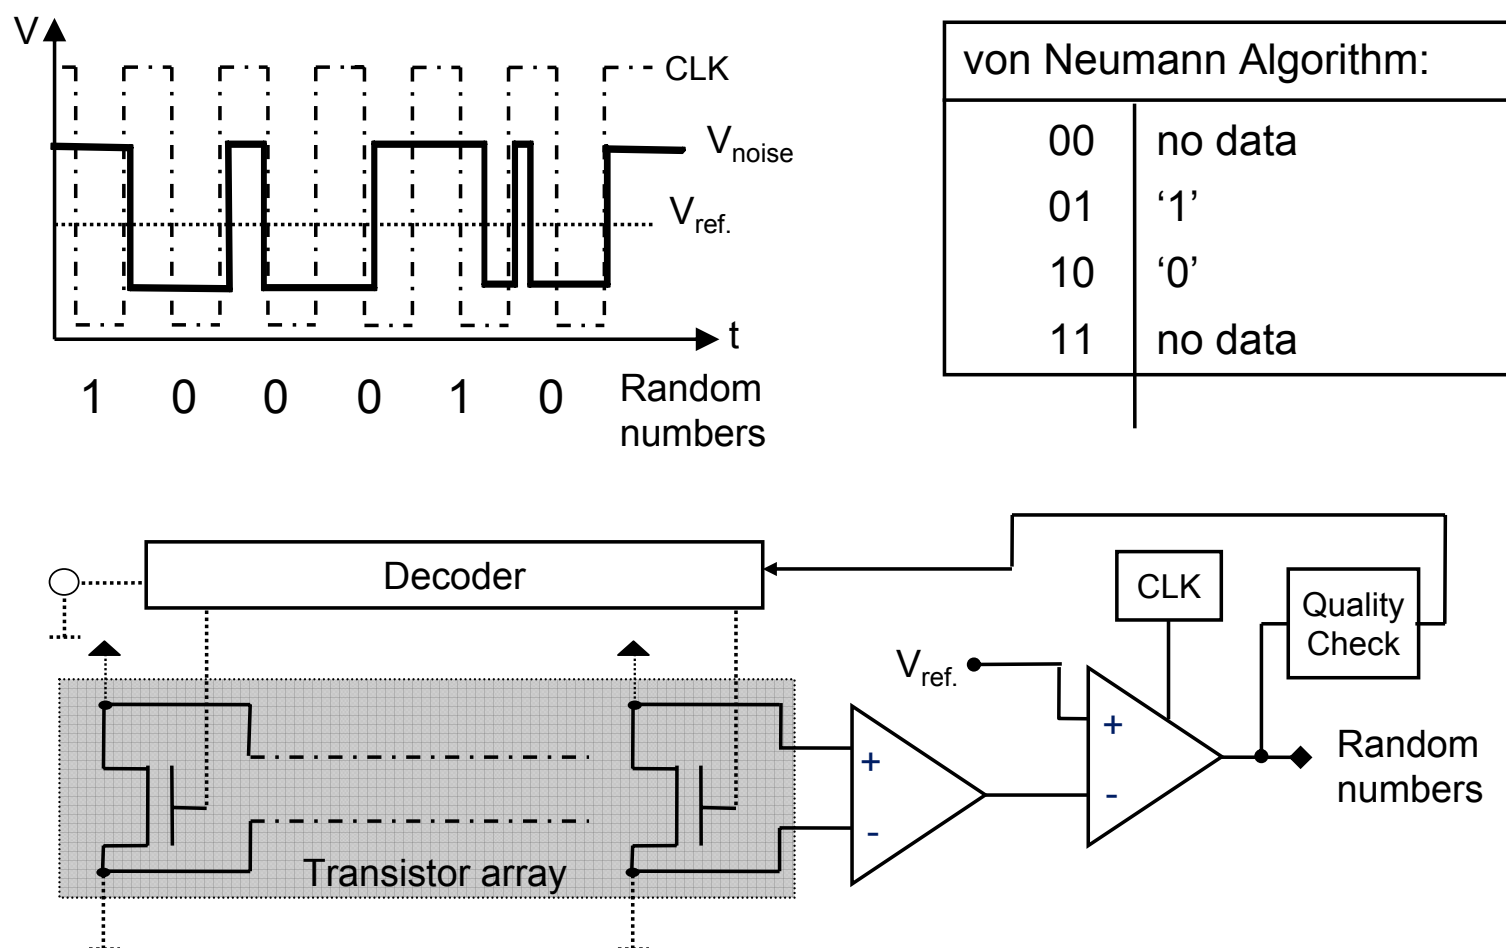 V
CLK
V_noise
V_ref.
t
1 0 0 0 1 0 Random
numbers
von Neumann Algorithm:
00 no data
01 ‘1’
10 ‘0’
11 no data
Decoder
CLK
Quality
Check
V_ref.
+
+
-
-
Random
numbers
Transistor array